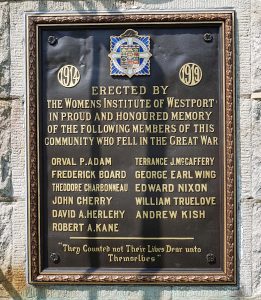 1914 1919
ERECTED BY
THE WOMENS INSTITUTE OF WESTPORT
IN PROUD AND HONOURED MEMORY
OF THE FOLLOWING MEMBERS OF THIS
COMMUNITY WHO FELL IN THE GREAT WAR
ORVAL P. ADAM TERRANCE J. McCAFFERY
FREDERICK BOARD GEORGE EARL WING
THEODORE CHARBONNEAU EDWARD NIXON
JOHN CHERRY WILLIAM TRUELOVE
DAVID A. HERLEHY ANDREW KISH
ROBERT A. KANE
"They Counted not Their Lives Dear unto
Themselves"